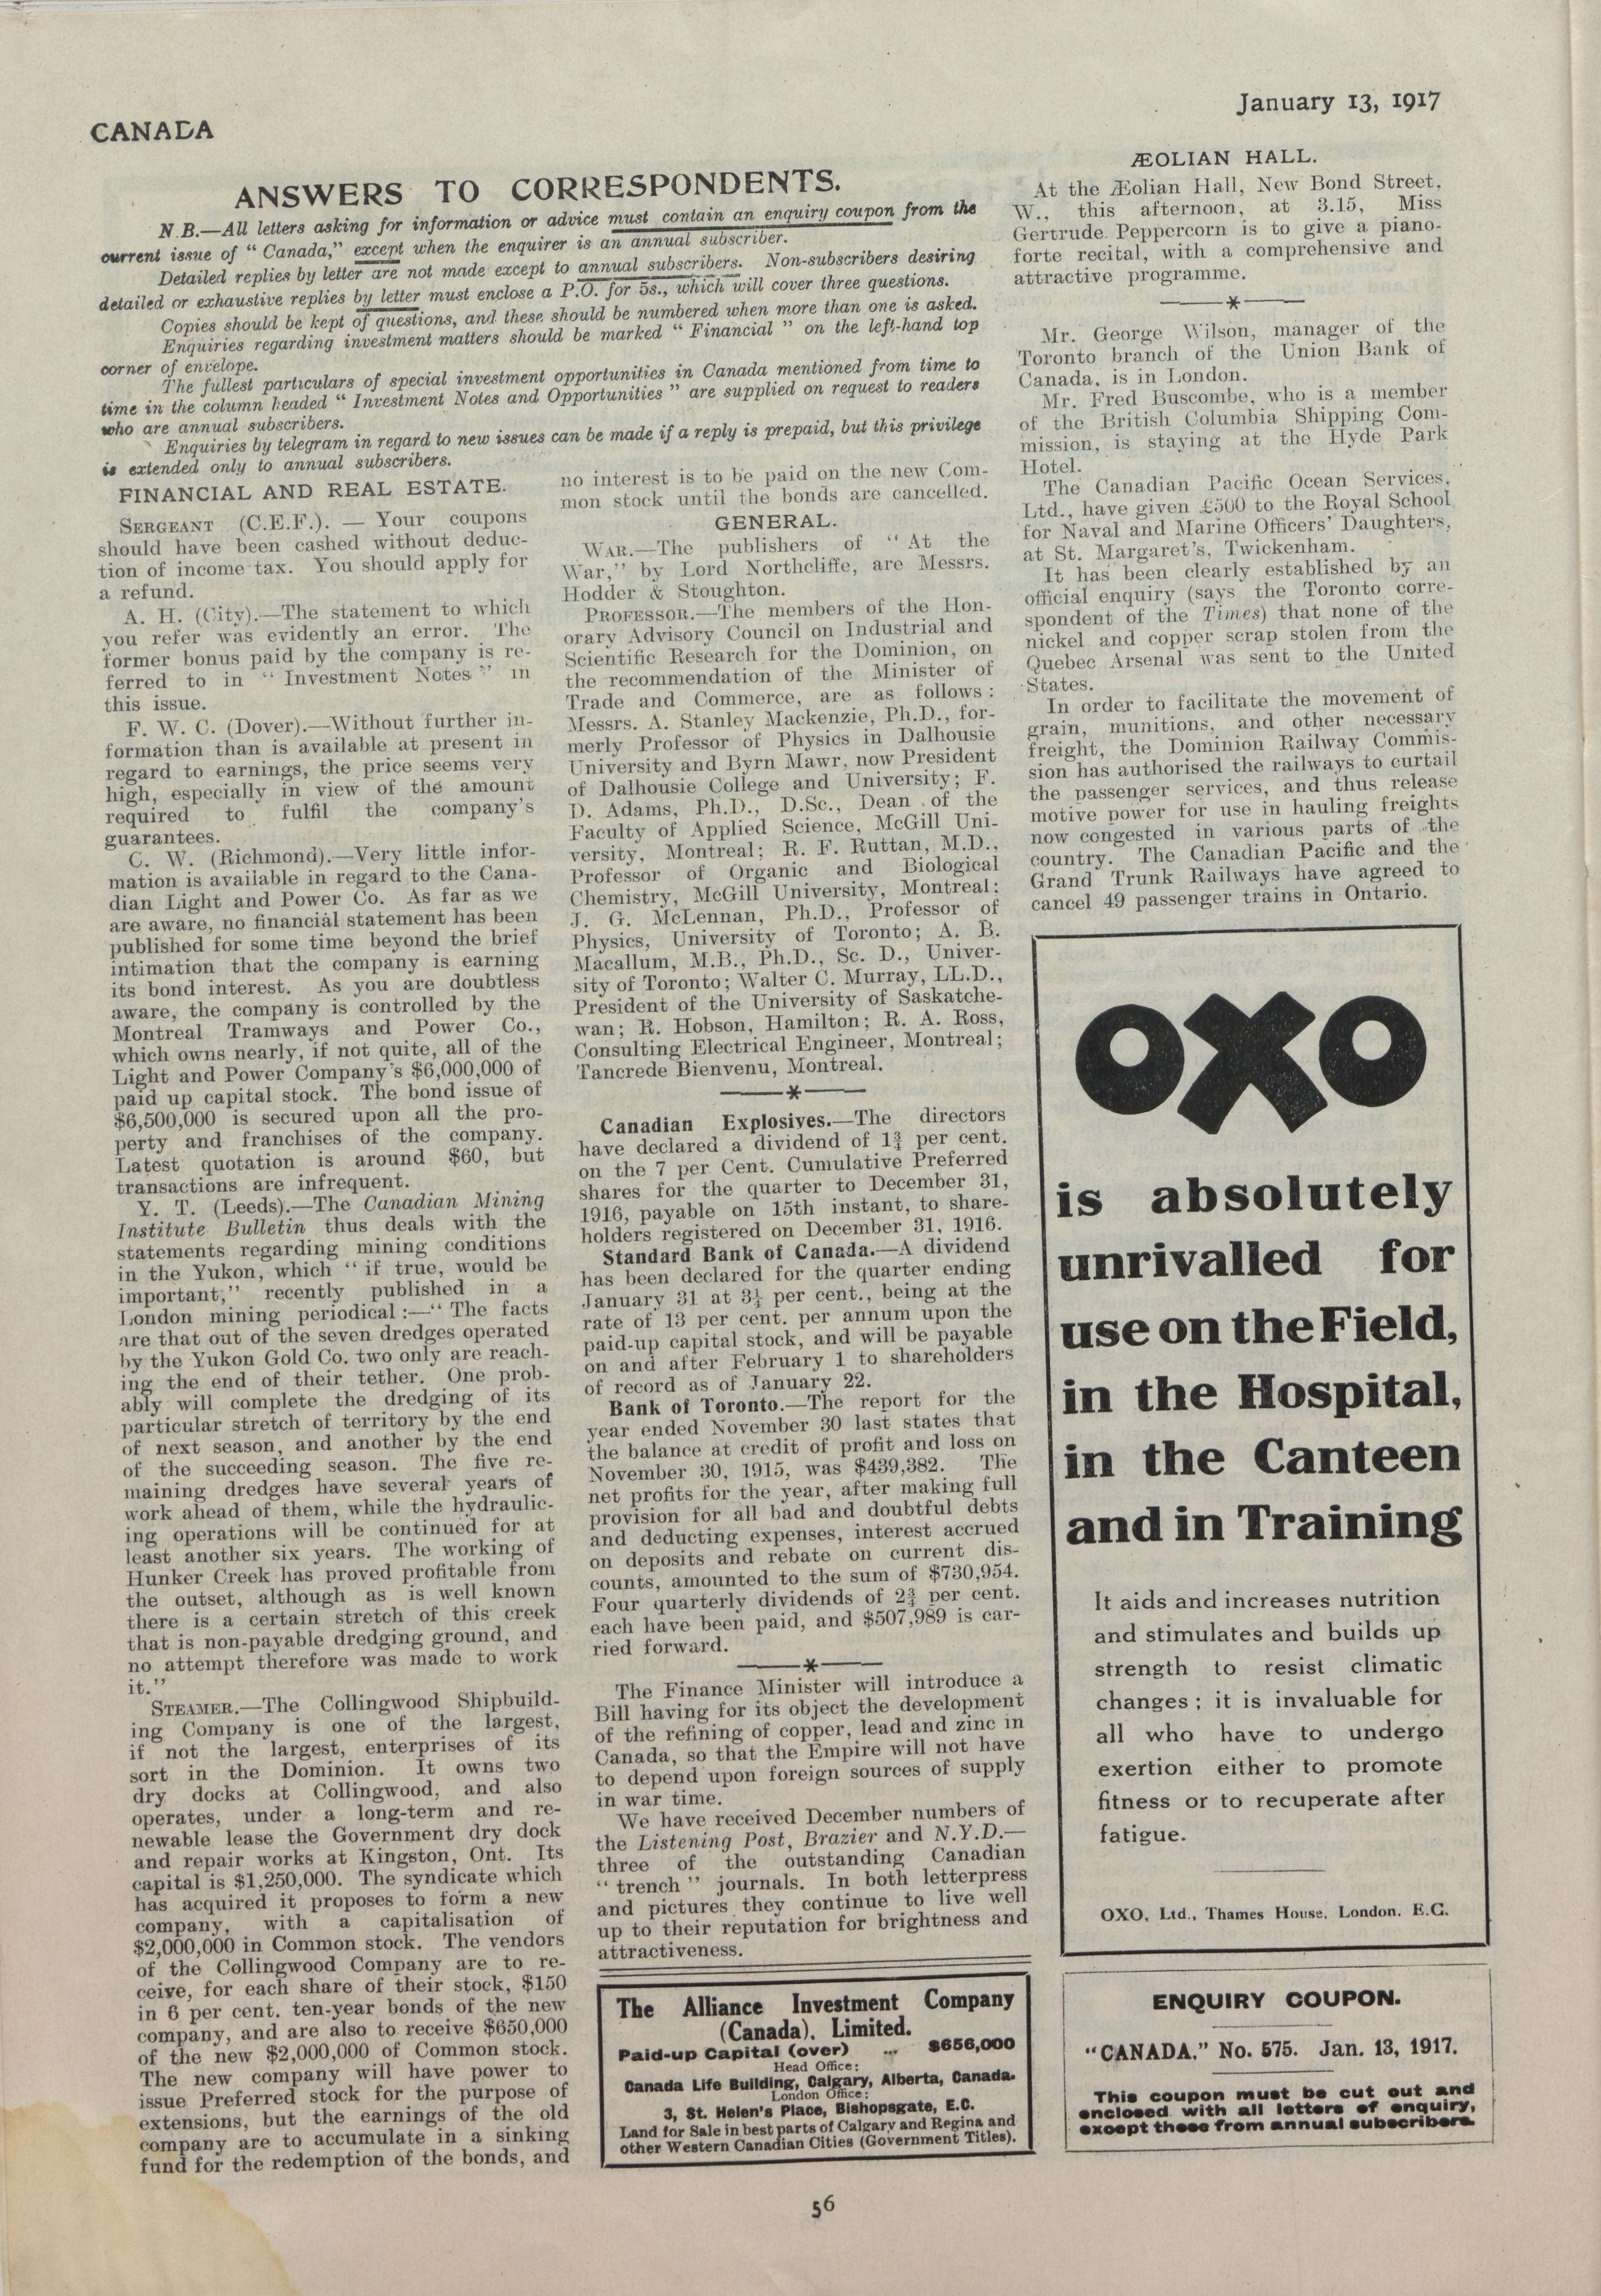 January 13, 1917
CANADA
ANSWERS TO CORRESPONDENTS.
N.B.—All letters asking for information or advice must contain an enquiry coupon from the
current issue of “ Canada,” except when the enquirer is an annual subscriber.
Detailed replies by letter are not made except to annual subscribers. Non-subscribers desiring
detailed or exhaustive replies by letter must enclose a P.O. for 5s., which will cover three questions.
Copies should be kept of questions, and these should be numbered when more than one is asked.
Enquiries regarding investment matters should be marked “ Financial ” on the left-hand top
corner of envelope.
The fullest particulars of special investment opportunities in Canada mentioned from time to
time in the column headed “ Investment Notes and Opportunities ” are supplied on request to readers
who are annual subscribers.
Enquiries by telegram in regard to new issues can be made if a reply is prepaid, but this privilege
is extended only to annual subscribers.
FINANCIAL AND REAL ESTATE.
SERGEANT (C.E.F.). — Your coupons
should have been cashed without deduc-
tion of income tax. You should apply for
a refund.
A. H. (City).—The statement to which
you refer was evidently an error. The
former bonus paid by the company is re-
ferred to in “ Investment Notes ” in
this issue.
F. W. C. (Dover).—Without further in-
formation than is available at present in
regard to earnings, the price seems very
high, especially in view of the amount
required to fulfil the company's
guarantees.
C. W. (Richmond).—Very little infor-
mation is available in regard to the Cana-
dian Light and Power Co. As far as we
are aware, no financial statement has been
published for some time beyond the brief
intimation that the company is earning
its bond interest. As you are doubtless
aware, the company is controlled by the
Montreal Tramways and Power Co.,
which owns nearly, if not quite, all of the
Light and Power Company's $6,000,000 of
paid up capital stock. The bond issue of
$6,500,000 is secured upon all the pro-
perty and franchises of the company.
Latest quotation is around $60, but
transactions are infrequent.
Y. T. (Leeds).—The Canadian Mining
Institute Bulletin thus deals with the
statements regarding mining conditions
in the Yukon, which “ if true, would be
important,” recently published in a
London mining periodical :—“ The facts
are that out of the seven dredges operated
by the Yukon Gold Co. two only are reach-
ing the end of their tether. One prob-
ably will complete the dredging of its
particular stretch of territory by the end
of next season, and another by the end
of the succeeding season. The five re-
maining dredges have several years of
work ahead of them, while the hydraulic-
ing operations will be continued for at
least another six years. The working of
Hunker Creek has proved profitable from
the outset, although as is well known
there is a certain stretch of this creek
that is non-payable dredging ground, and
no attempt therefore was made to work
it.”
STEAMER.—The Collingwood Shipbuild-
ing Company is one of the largest,
if not the largest, enterprises of its
sort in the Dominion. It owns two
dry docks at Collingwood, and also
operates, under a long-term and re-
newable lease the Government dry dock
and repair works at Kingston, Ont. Its
capital is $1,250,000. The syndicate which
has acquired it proposes to form a new
company, with a capitalisation of
$2,000,000 in Common stock. The vendors
of the Collingwood Company are to re-
ceive, for each share of their stock, $150
in 6 per cent. ten-year bonds of the new
company, and are also to receive $650,000
of the new $2,000,000 of Common stock.
The new company will have power to
issue Preferred stock for the purpose of
extensions, but the earnings of the old
company are to accumulate in a sinking
fund for the redemption of the bonds, and
no interest is to be paid on the new Com-
mon stock until the bonds are cancelled.
GENERAL.
WAR.—The publishers of “ At the
War,” by Lord Northcliffe, are Messrs.
Hodder & Stoughton.
PROFESSOR.—The members of the Hon-
orary Advisory Council on Industrial and
Scientific Research for the Dominion, on
the recommendation of the Minister of
Trade and Commerce, are as follows :
Messrs. A. Stanley Mackenzie, Ph.D., for-
merly Professor of Physics in Dalhousie
University and Byrn Mawr, now President
of Dalhousie College and University; F.
D. Adams, Ph.D., D.Sc., Dean of the
Faculty of Applied Science, McGill Uni-
versity, Montreal; R. F. Ruttan, M.D.,
Professor of Organic and Biological
Chemistry, McGill University, Montreal;
J. G. McLennan, Ph.D., Professor of
Physics, University of Toronto; A. B.
Macallum, M.B., Ph.D., Sc. D., Univer-
sity of Toronto; Walter C. Murray, LL.D.,
President of the University of Saskatche-
wan; R. Hobson, Hamilton; R. A. Ross,
Consulting Electrical Engineer, Montreal;
Tancrede Bienvenu, Montreal.
Canadian Explosives.—The directors
have declared a dividend of 1¾ per cent.
on the 7 per Cent. Cumulative Preferred
shares for the quarter to December 31,
1916, payable on 15th instant, to share-
holders registered on December 31, 1916.
Standard Bank of Canada.—A dividend
has been declared for the quarter ending
January 31 at 3¼ per cent., being at the
rate of 13 per cent. per annum upon the
paid-up capital stock, and will be payable
on and after February 1 to shareholders
of record as of January 22.
Bank of Toronto.—The report for the
year ended November 30 last states that
the balance at credit of profit and loss on
November 30, 1915, was $439,382. The
net profits for the year, after making full
provision for all bad and doubtful debts
and deducting expenses, interest accrued
on deposits and rebate on current dis-
counts, amounted to the sum of $730,954.
Four quarterly dividends of 2¾ per cent.
each have been paid, and $507,989 is car-
ried forward.
The Finance Minister will introduce a
Bill having for its object the development
of the refining of copper, lead and zinc in
Canada, so that the Empire will not have
to depend upon foreign sources of supply
in war time.
We have received December numbers of
the Listening Post, Brazier and N.Y.D.—
three of the outstanding Canadian
“ trench ” journals. In both letterpress
and pictures they continue to live well
up to their reputation for brightness and
attractiveness.
The Alliance Investment Company
(Canada), Limited.
Paid-up Capital (over) ... $656,000
Head Office:
Canada Life Building, Calgary, Alberta, Canada.
London Office:
3, St. Helen's Place, Bishopsgate, E.C.
Land for Sale in best parts of Calgary and Regina and
other Western Canadian Cities (Government Titles).
ÆOLIAN HALL.
At the Æolian Hall, New Bond Street,
W., this afternoon, at 3.15, Miss
Gertrude Peppercorn is to give a piano-
forte recital, with a comprehensive and
attractive programme.
Mr. George Wilson, manager of the
Toronto branch of the Union Bank of
Canada, is in London.
Mr. Fred Buscombe, who is a member
of the British Columbia Shipping Com-
mission, is staying at the Hyde Park
Hotel.
The Canadian Pacific Ocean Services,
Ltd., have given £500 to the Royal School
for Naval and Marine Officers' Daughters,
at St. Margaret's, Twickenham.
It has been clearly established by an
official enquiry (says the Toronto corre-
spondent of the Times) that none of the
nickel and copper scrap stolen from the
Quebec Arsenal was sent to the United
States.
In order to facilitate the movement of
grain, munitions, and other necessary
freight, the Dominion Railway Commis-
sion has authorised the railways to curtail
the passenger services, and thus release
motive power for use in hauling freights
now congested in various parts of the
country. The Canadian Pacific and the
Grand Trunk Railways have agreed to
cancel 49 passenger trains in Ontario.
OXO
is absolutely
unrivalled for
use on the Field,
in the Hospital,
in the Canteen
and in Training
It aids and increases nutrition
and stimulates and builds up
strength to resist climatic
changes ; it is invaluable for
all who have to undergo
exertion either to promote
fitness or to recuperate after
fatigue.
OXO, Ltd., Thames House, London, E.C.
ENQUIRY COUPON.
“CANADA.” No. 575. Jan. 13, 1917.
This coupon must be cut out and
enclosed with all letters of enquiry,
except those from annual subscribers.
56